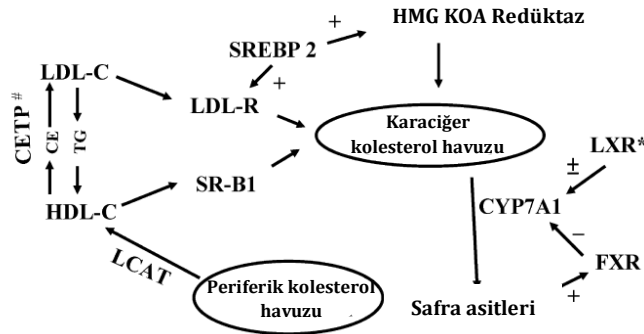 HMG KOA Redüktaz
SREBP 2
+
+
LDL-C
LDL-R
CETP #
CE
TG
Karaciğer
kolesterol havuzu
LXR*
±
SR-B1
HDL-C
CYP7A1
LCAT
–
FXR
Periferik kolesterol
havuzu
Safra asitleri
+